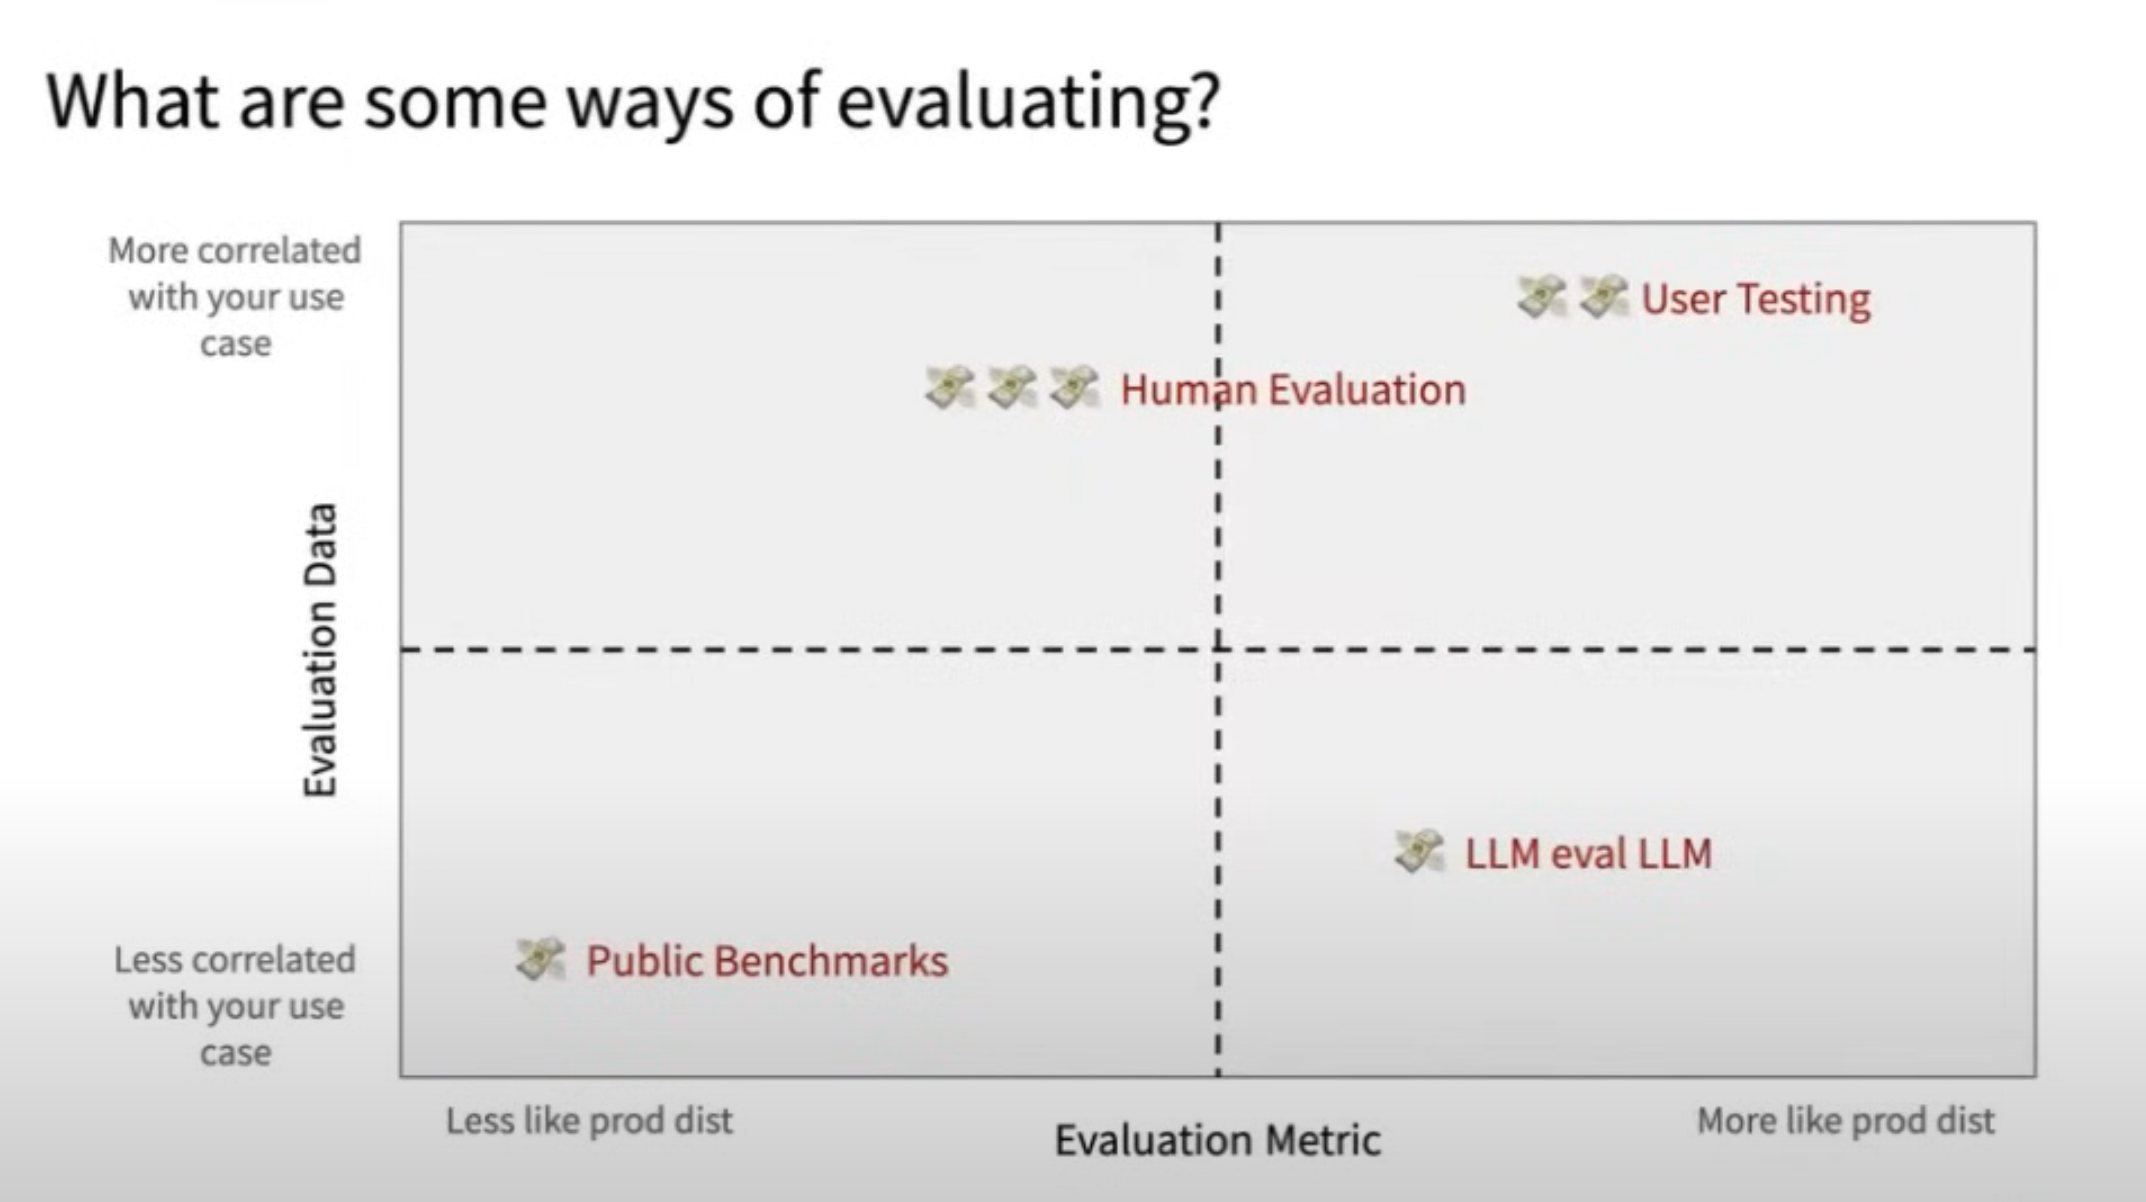 What are some ways of evaluating?
More correlated
with your use
case
User Testing
Human Evaluation
Evaluation Data
LLM eval LLM
Public Benchmarks
Less correlated
with your use
case
Less like prod dist
Evaluation Metric
More like prod dist